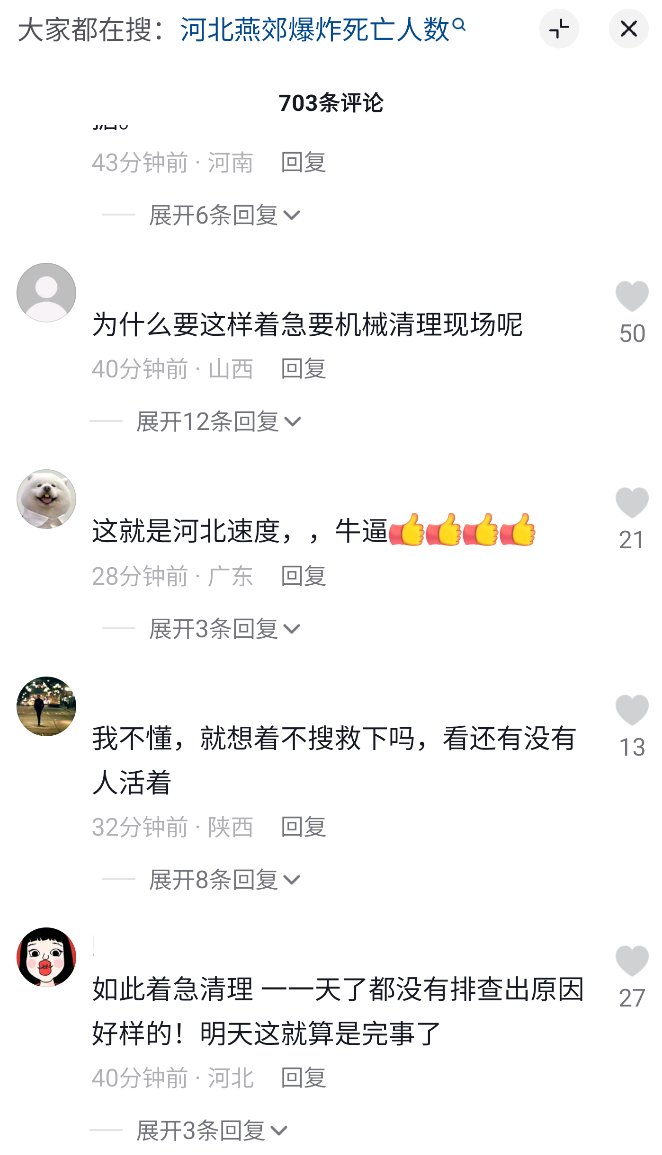 大家都在搜：河北燕郊爆炸死亡人数
703条评论
43分钟前 · 河南 回复
展开6条回复
为什么要这样着急要机械清理现场呢
50
40分钟前 · 山西 回复
展开12条回复
这就是河北速度，，牛逼👍👍👍👍
21
28分钟前 · 广东 回复
展开3条回复
我不懂，就想着不搜救下吗，看还有没有
13
人活着
32分钟前 · 陕西 回复
展开8条回复
如此着急清理 一一天了都没有排查出原因
27
好样的！明天这就算是完事了
40分钟前 · 河北 回复
展开3条回复